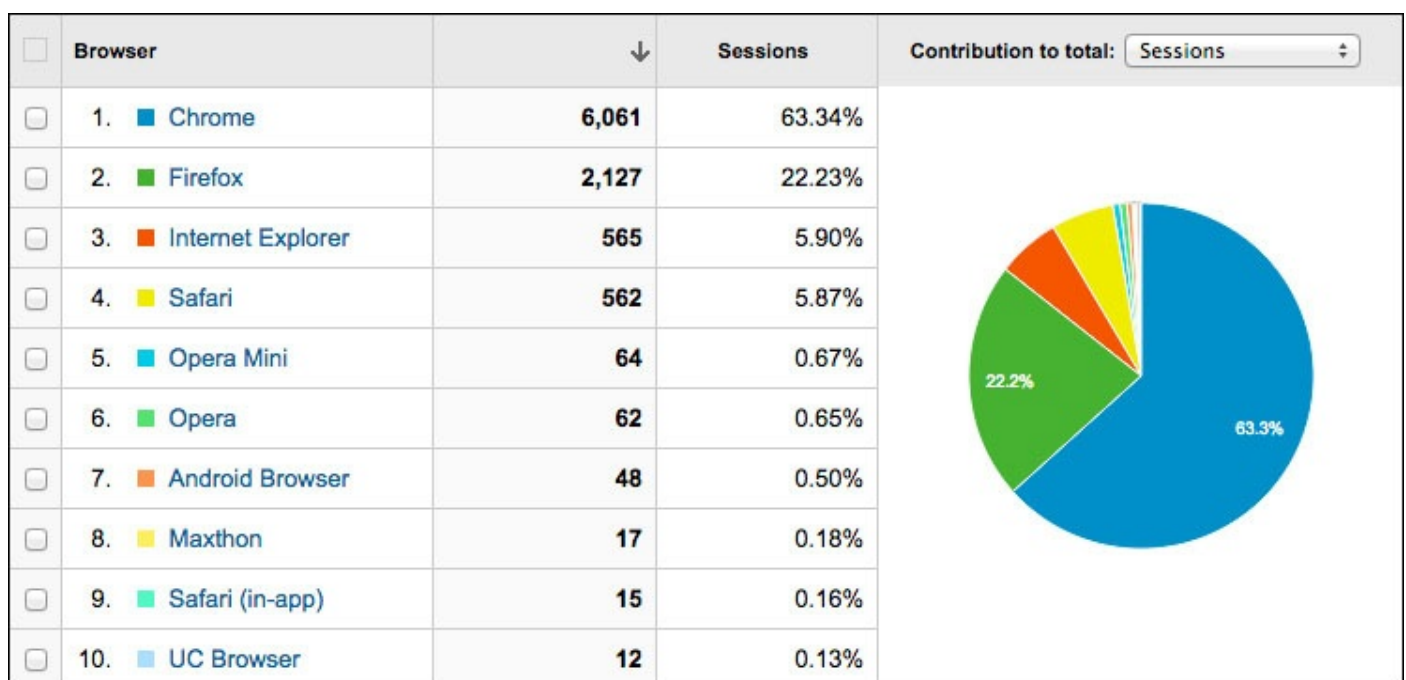 Browser Sessions Contribution to total: Sessions
1. Chrome 6,061 63.34%
2. Firefox 2,127 22.23%
3. Internet Explorer 565 5.90%
4. Safari 562 5.87%
5. Opera Mini 64 0.67%
6. Opera 62 0.65%
7. Android Browser 48 0.50%
8. Maxthon 17 0.18%
9. Safari (in-app) 15 0.16%
10. UC Browser 12 0.13%
22.2%
63.3%